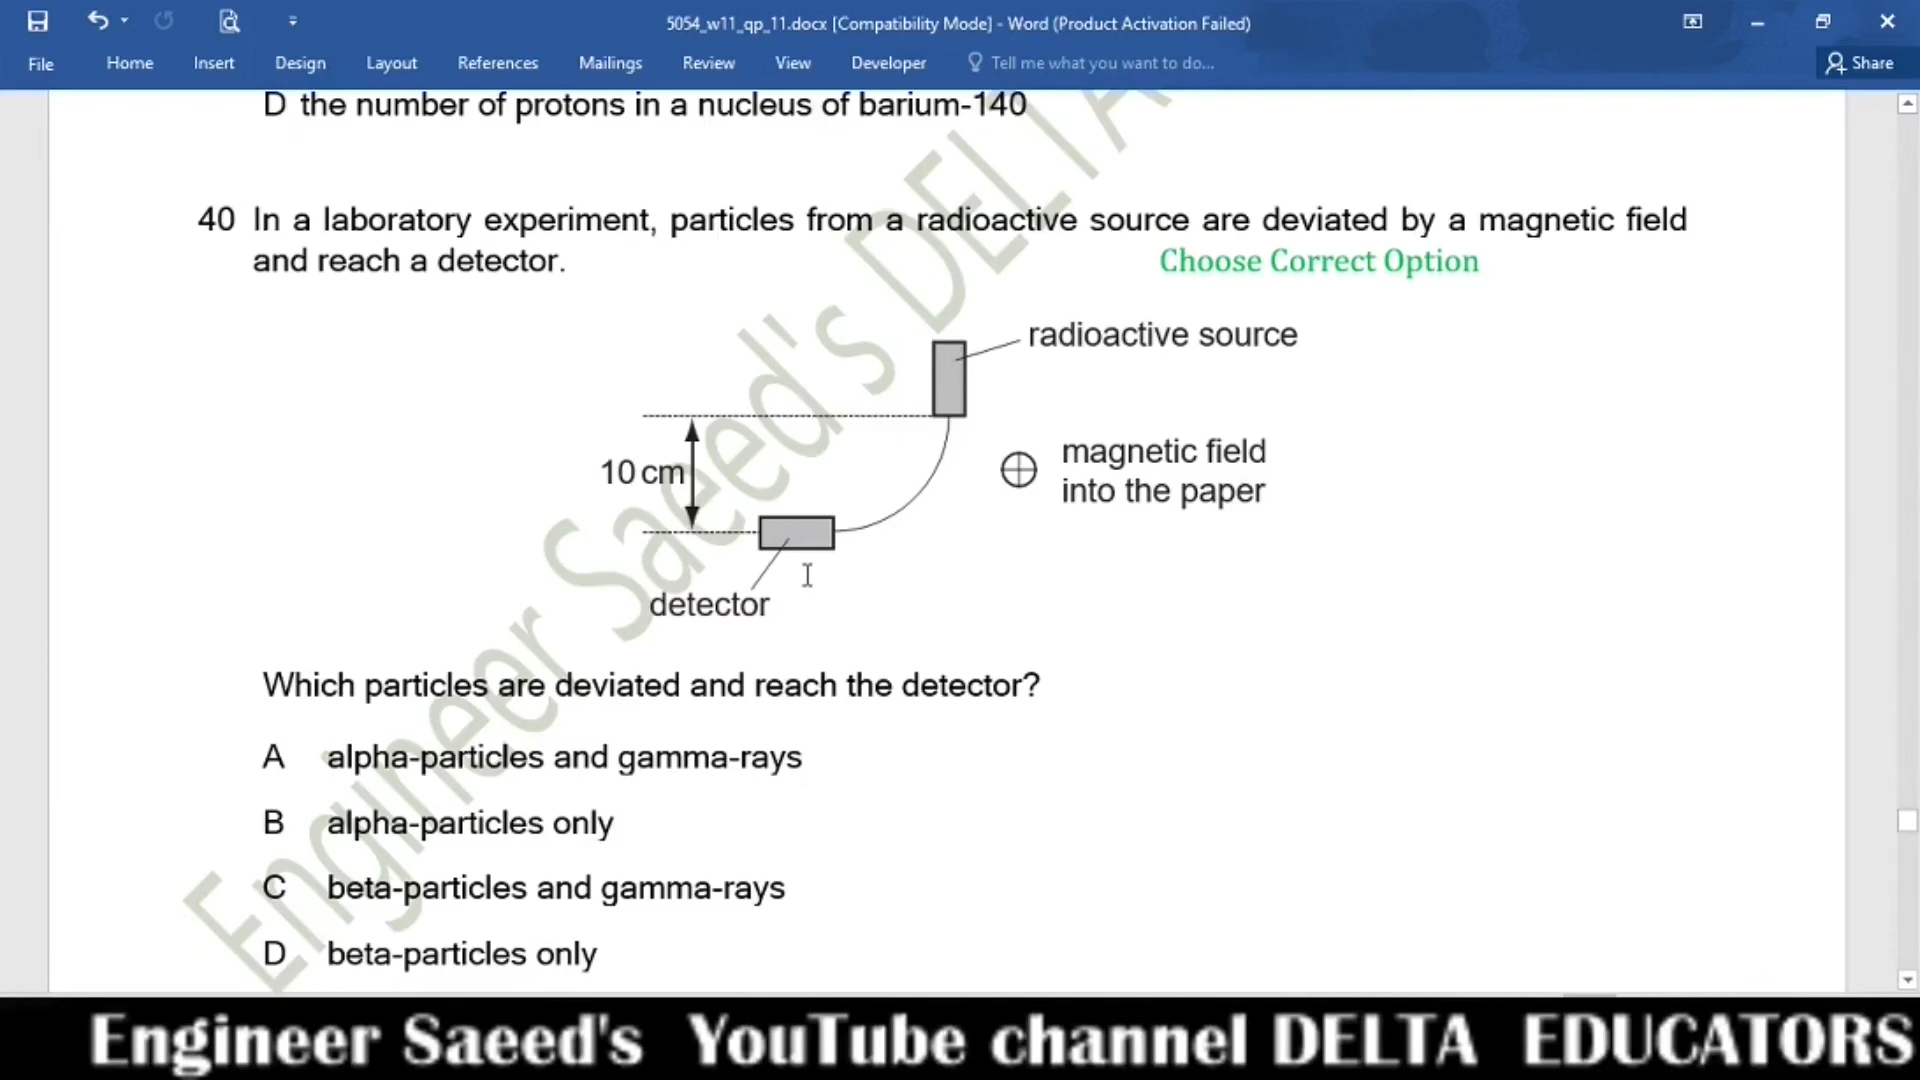 5054_w11_qp_11.docx [Compatibility Mode] - Word (Product Activation Failed)
File Home Insert Design Layout References Mailings Review View Developer Tell me what you want to do... Share
D the number of protons in a nucleus of barium-140
40 In a laboratory experiment, particles from a radioactive source are deviated by a magnetic field
and reach a detector. Choose Correct Option
radioactive source
10 cm
magnetic field
into the paper
detector
Which particles are deviated and reach the detector?
A alpha-particles and gamma-rays
B alpha-particles only
C beta-particles and gamma-rays
D beta-particles only
Engineer Saeed's DELTA
Engineer Saeed's YouTube channel DELTA EDUCATORS